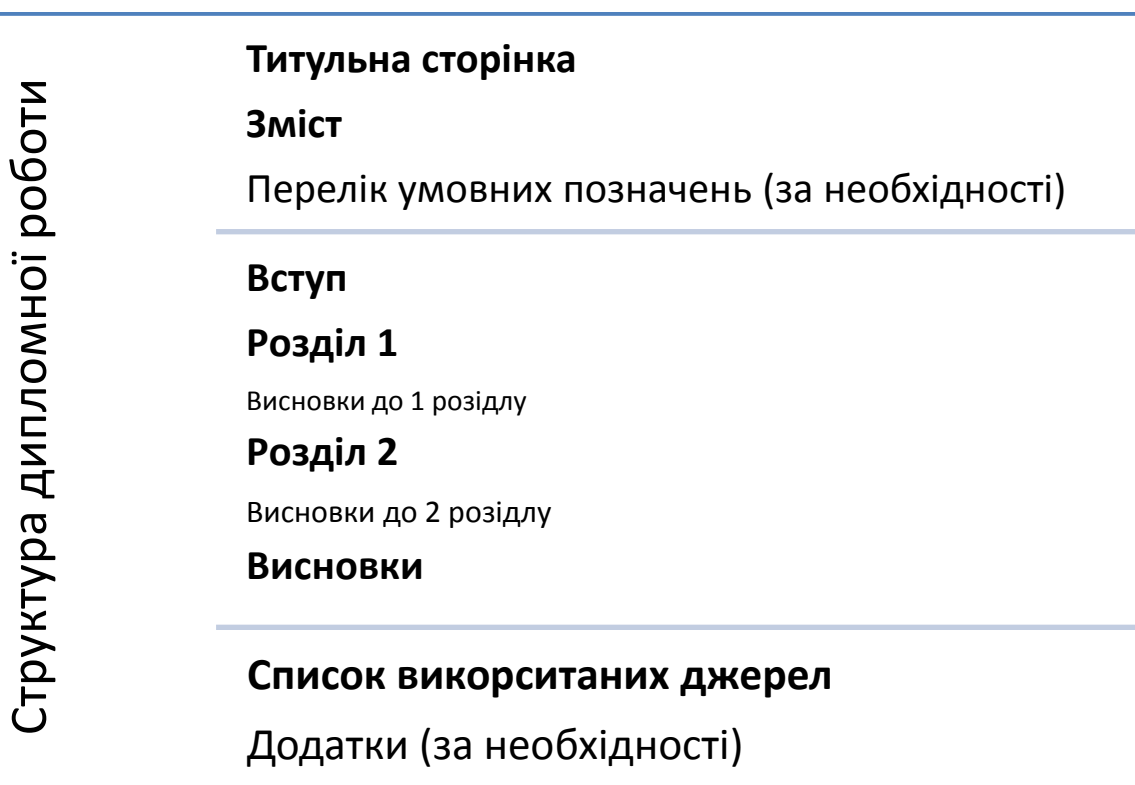 Структура дипломної роботи
Титульна сторінка
Зміст
Перелік умовних позначень (за необхідності)
Вступ
Розділ 1
Висновки до 1 розідлу
Розділ 2
Висновки до 2 розідлу
Висновки
Список викорситаних джерел
Додатки (за необхідності)